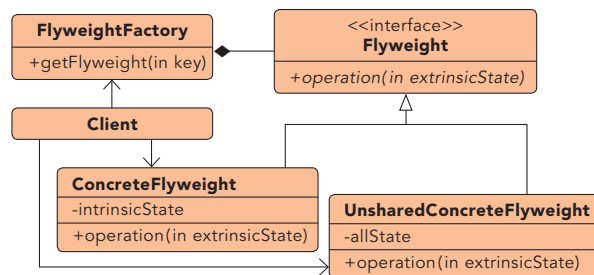 FlyweightFactory
+getFlyweight(in key)
<<interface>>
Flyweight
+operation(in extrinsicState)
Client
ConcreteFlyweight
-intrinsicState
+operation(in extrinsicState)
UnsharedConcreteFlyweight
-allState
+operation(in extrinsicState)